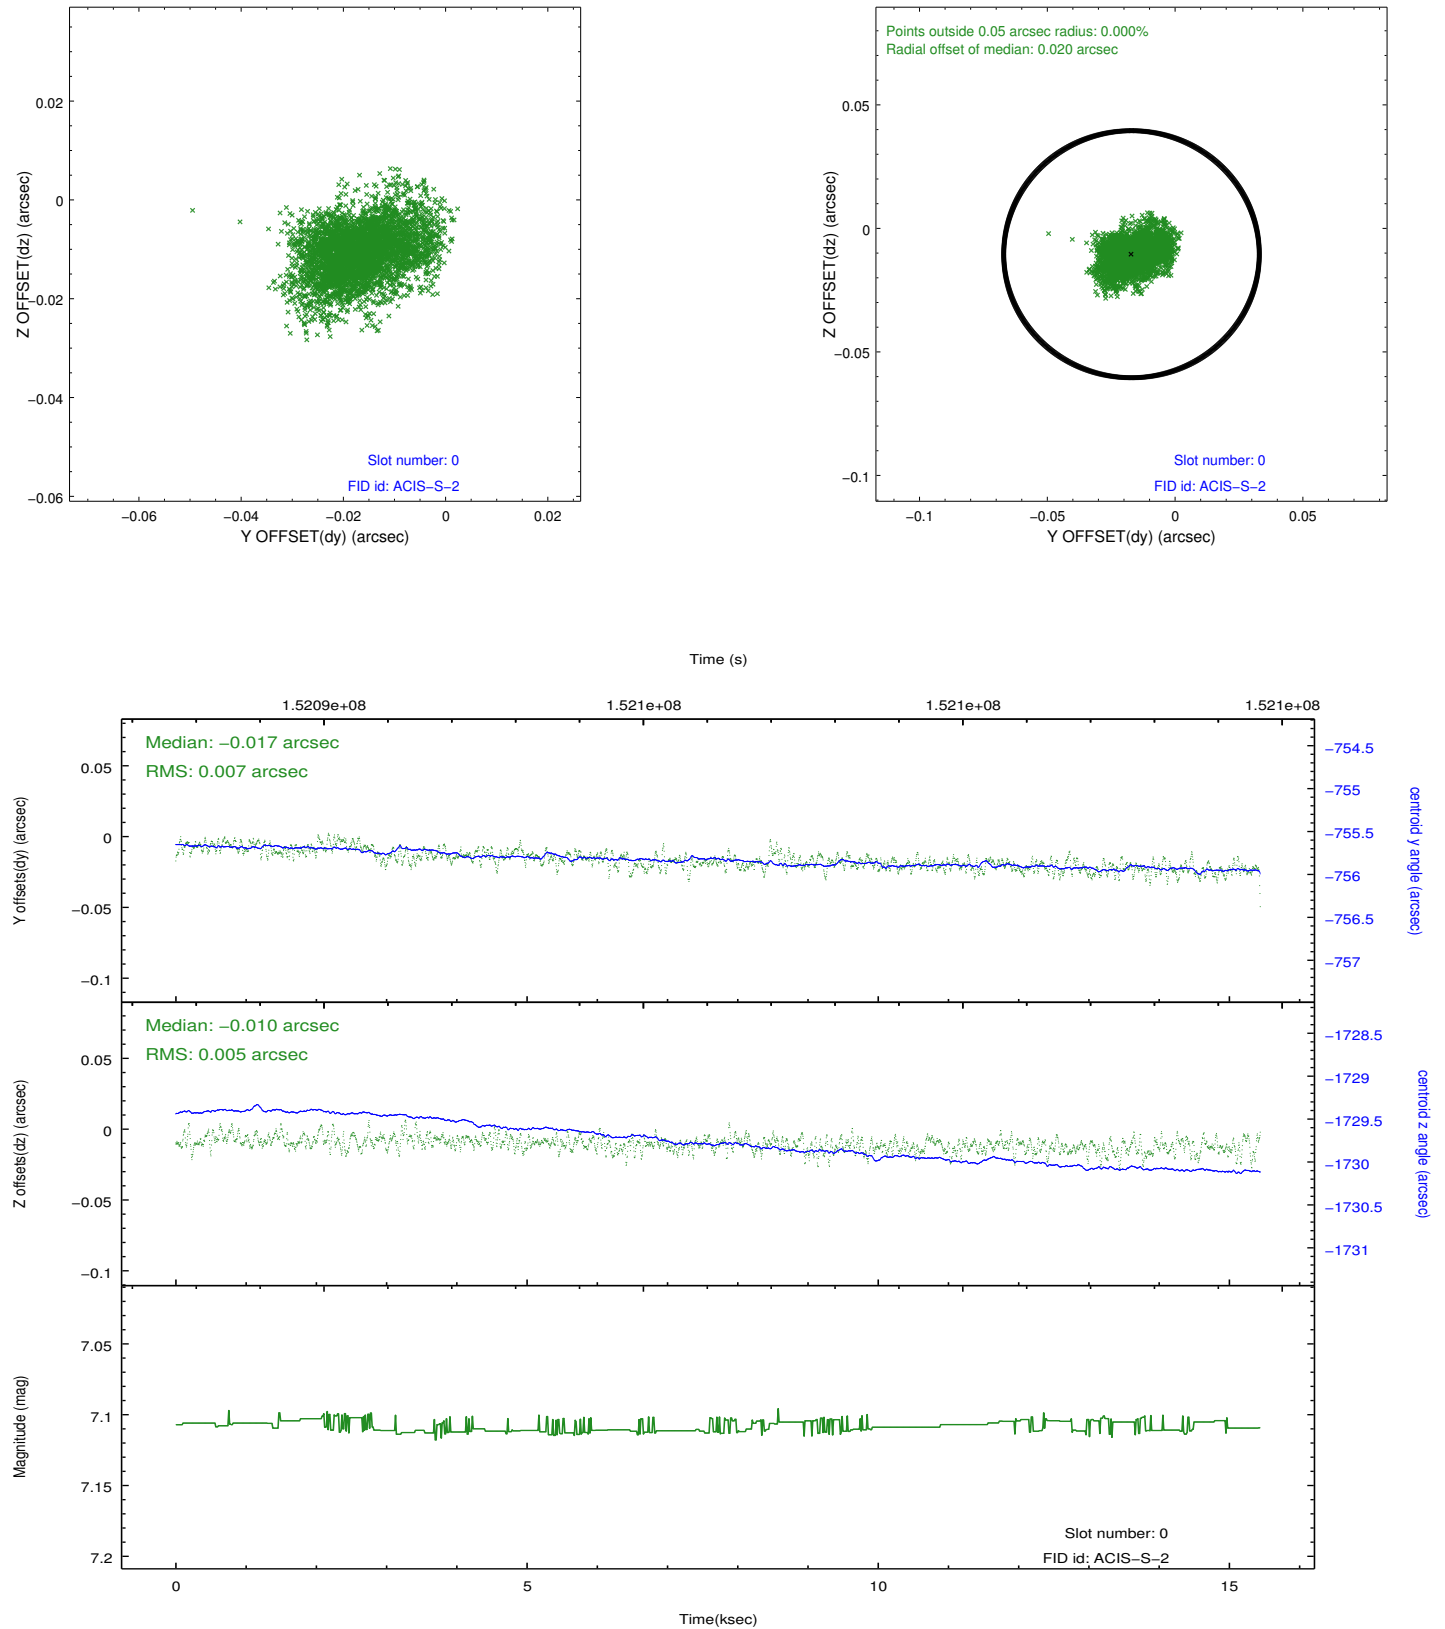 0.02
0
−0.02
−0.04
−0.06
Z OFFSET(dz) (arcsec)
Slot number: 0
FID id: ACIS−S−2
−0.06
−0.04
−0.02
0
0.02
Y OFFSET(dy) (arcsec)
Points outside 0.05 arcsec radius: 0.000%
Radial offset of median: 0.020 arcsec
0.05
0
−0.05
−0.1
Z OFFSET(dz) (arcsec)
Slot number: 0
FID id: ACIS−S−2
−0.1
−0.05
0
0.05
Y OFFSET(dy) (arcsec)
Time (s)
1.5209e+08
1.521e+08
1.521e+08
1.521e+08
Median: −0.017 arcsec
RMS: 0.007 arcsec
0.05
0
−0.05
−0.1
Y offsets(dy) (arcsec)
−754.5
−755
−755.5
−756
−756.5
−757
centroid y angle (arcsec)
Median: −0.010 arcsec
RMS: 0.005 arcsec
0.05
0
−0.05
−0.1
Z offsets(dz) (arcsec)
−1728.5
−1729
−1729.5
−1730
−1730.5
−1731
centroid z angle (arcsec)
7.05
7.1
7.15
7.2
Magnitude (mag)
Slot number: 0
FID id: ACIS−S−2
0
5
10
15
Time(ksec)